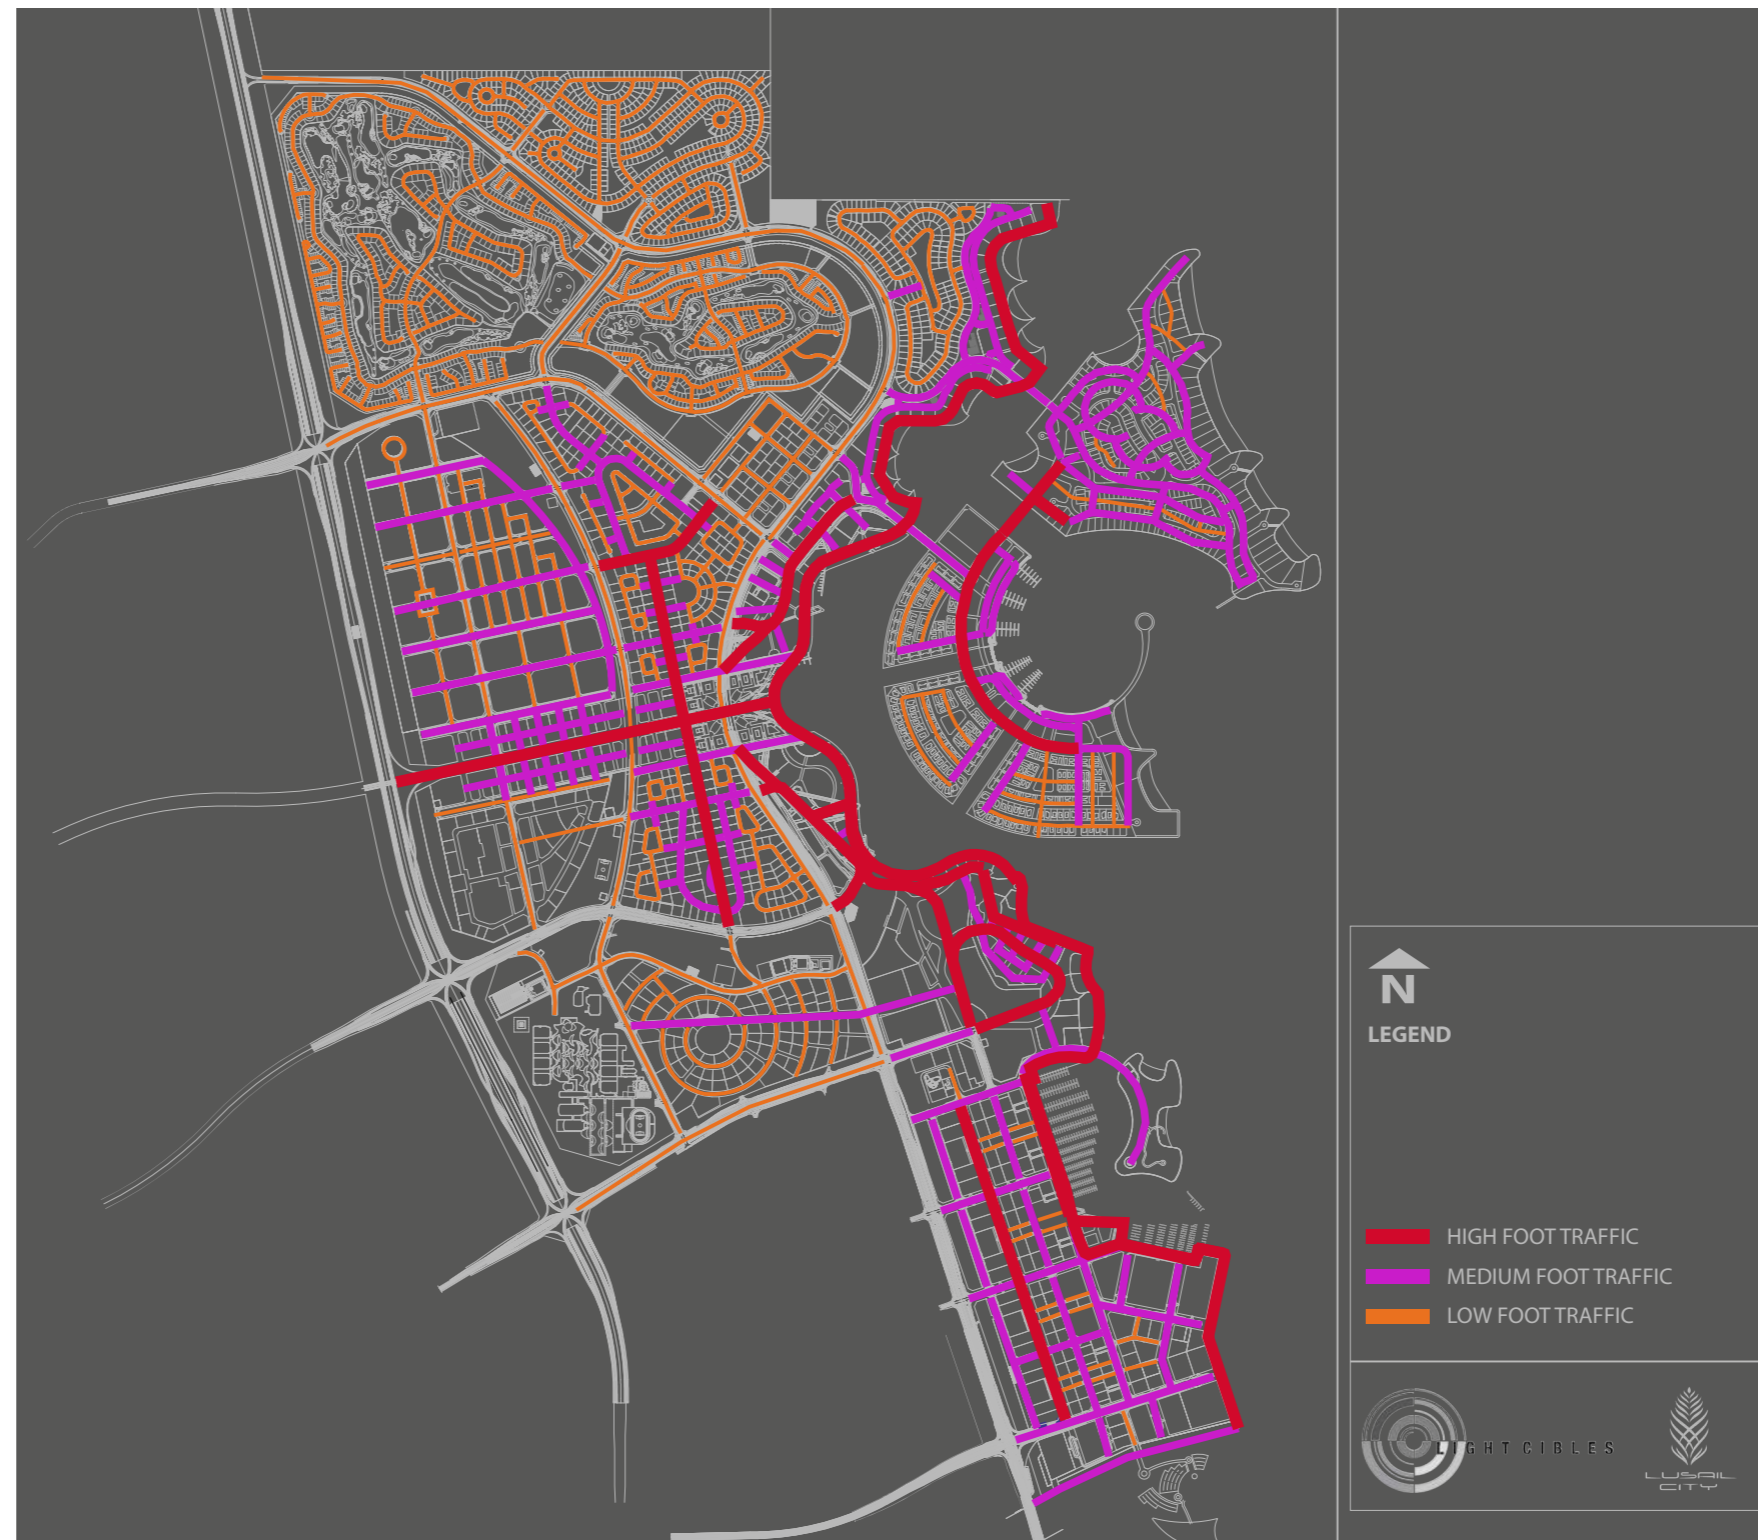 N
LEGEND
HIGH FOOT TRAFFIC
MEDIUM FOOT TRAFFIC
LOW FOOT TRAFFIC
LIGHT CIBLES
LUSAIL
CITY